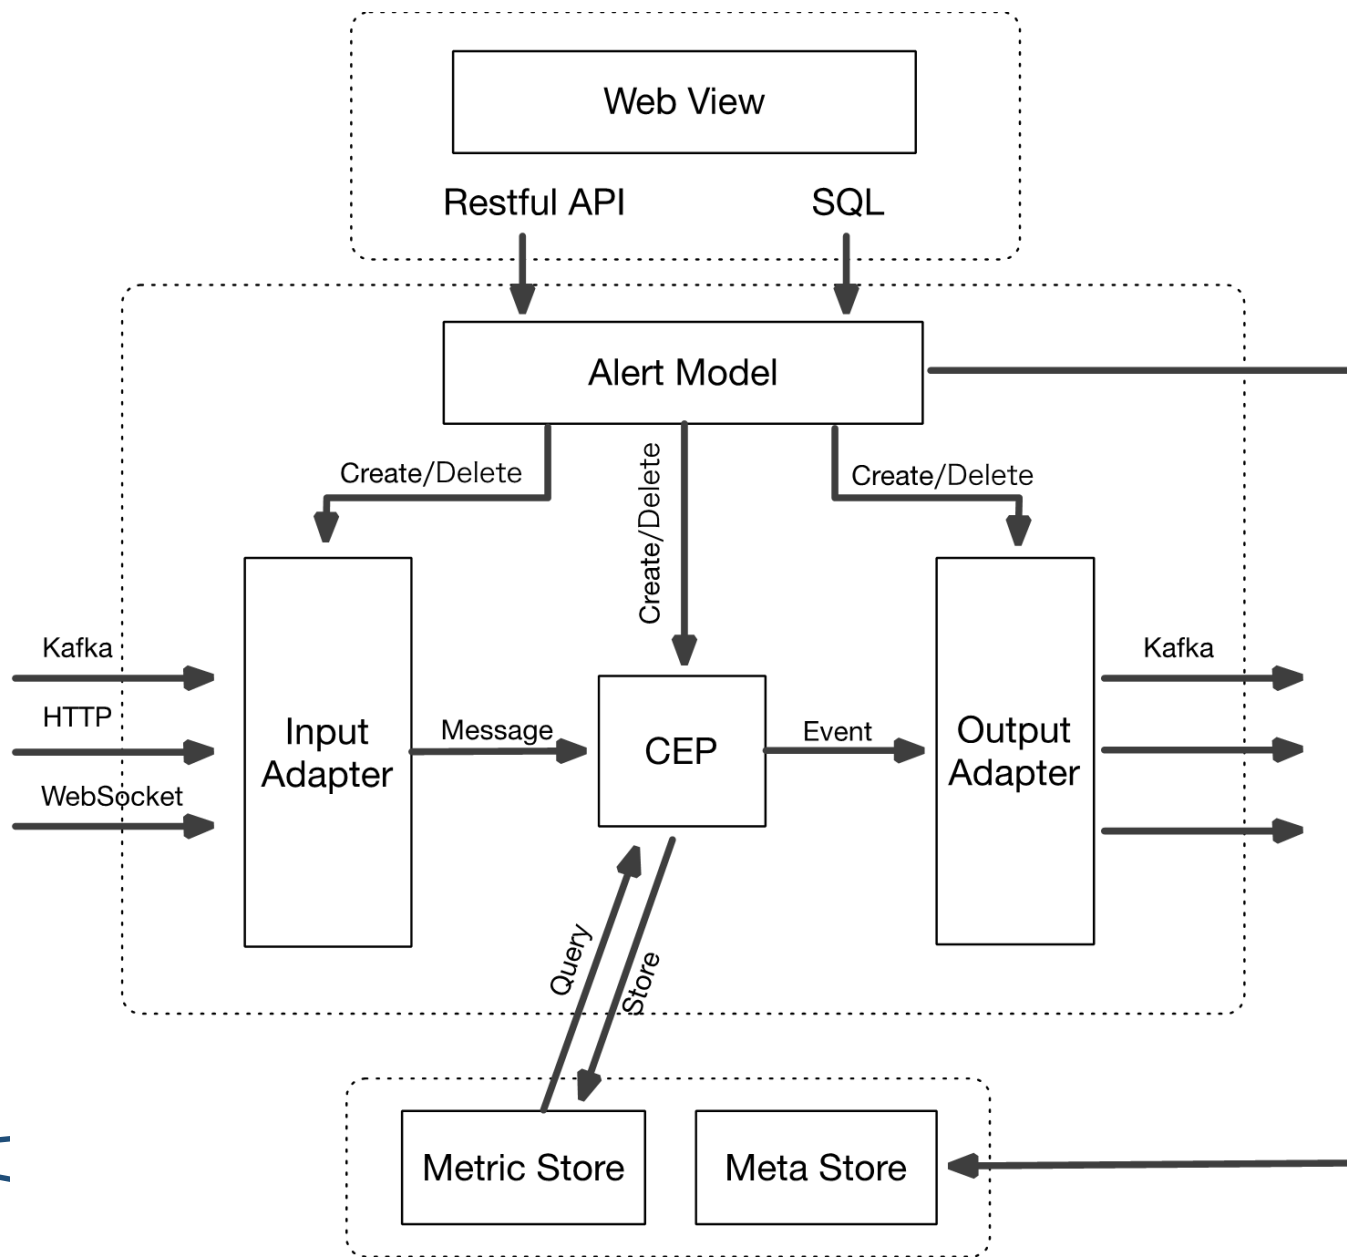 Web View
Restful API
SQL
Alert Model
Create/Delete
Create/Delete
Create/Delete
Kafka
HTTP
WebSocket
Input
Adapter
Message
CEP
Event
Output
Adapter
Kafka
Query
Store
Metric Store
Meta Store